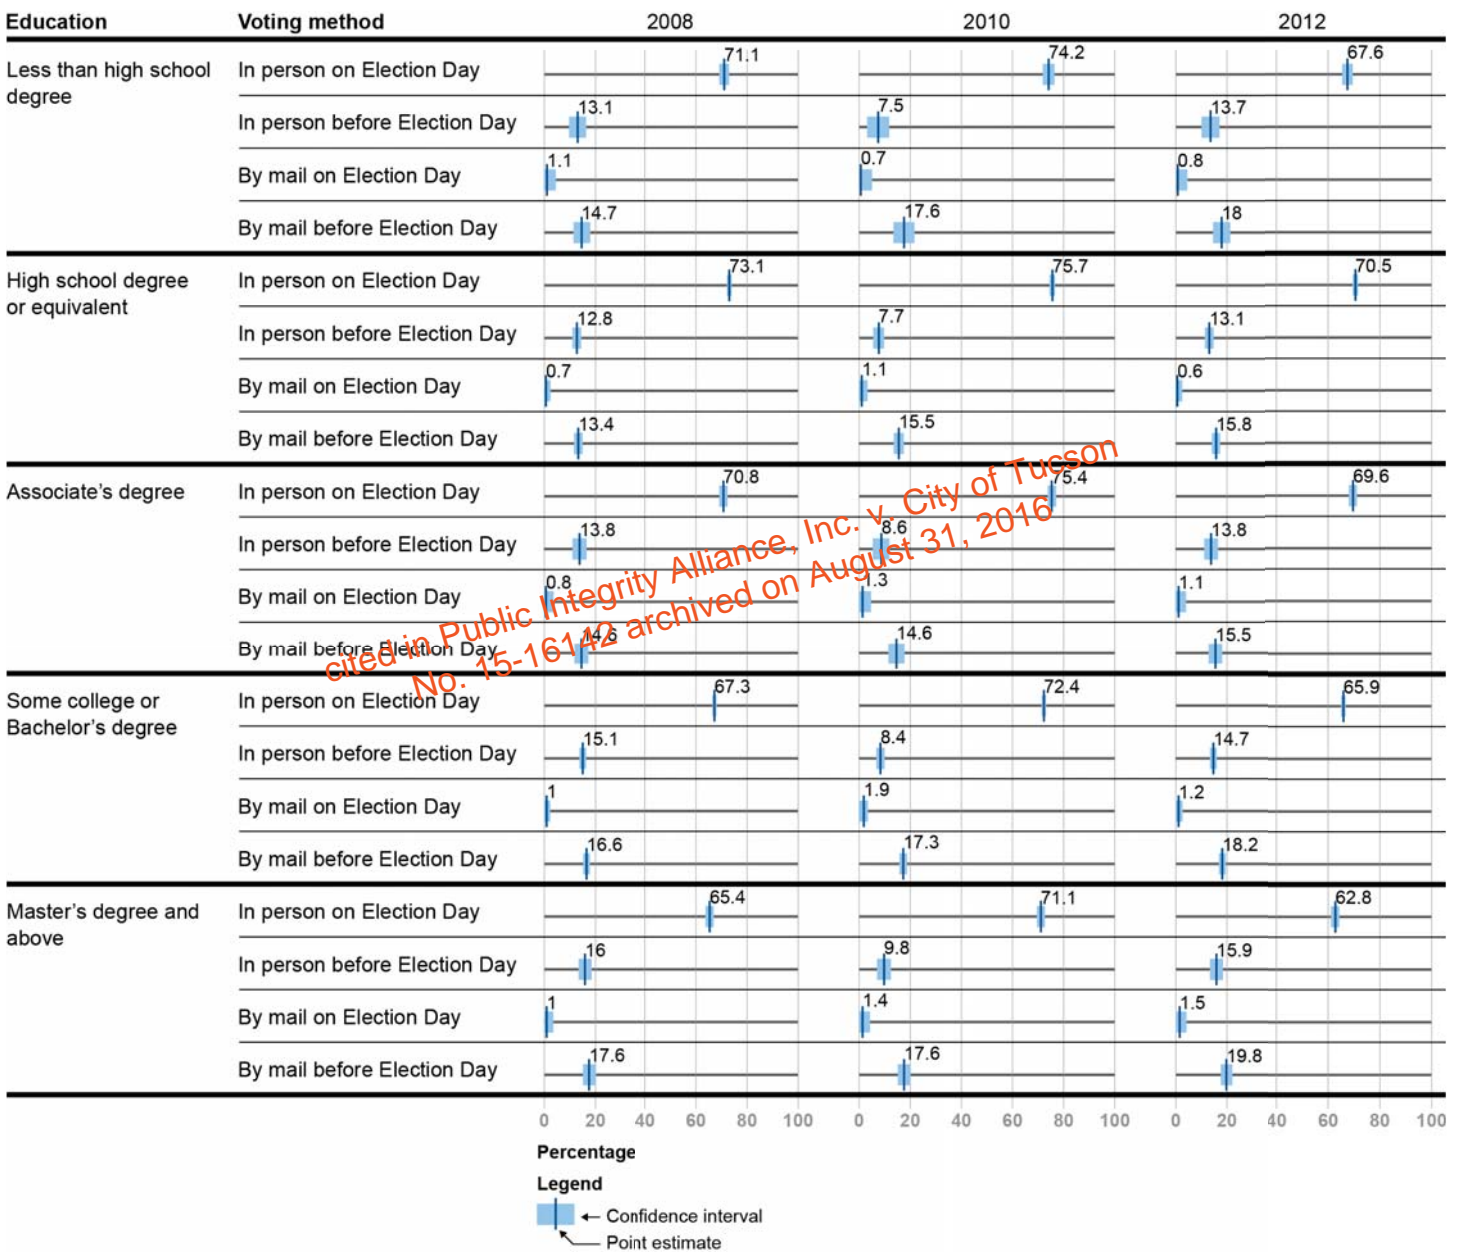 Education Voting method 2008 2010 2012
Less than high school degree
In person on Election Day 71.1 74.2 67.6
In person before Election Day 13.1 7.5 13.7
By mail on Election Day 1.1 0.7 0.8
By mail before Election Day 14.7 17.6 18
High school degree or equivalent
In person on Election Day 73.1 75.7 70.5
In person before Election Day 12.8 7.7 13.1
By mail on Election Day 0.7 1.1 0.6
By mail before Election Day 13.4 15.5 15.8
Associate's degree
In person on Election Day 70.8 75.4 69.6
In person before Election Day 13.8 8.6 13.8
By mail on Election Day 0.8 1.3 1.1
By mail before Election Day 14.6 14.6 15.5
Some college or Bachelor's degree
In person on Election Day 67.3 72.4 65.9
In person before Election Day 15.1 8.4 14.7
By mail on Election Day 1 1.9 1.2
By mail before Election Day 16.6 17.3 18.2
Master's degree and above
In person on Election Day 65.4 71.1 62.8
In person before Election Day 16 9.8 15.9
By mail on Election Day 1 1.4 1.5
By mail before Election Day 17.6 17.6 19.8
0 20 40 60 80 100 0 20 40 60 80 100 0 20 40 60 80 100
Percentage
Legend
Confidence interval
Point estimate
cited in Public Integrity Alliance, Inc. v. City of Tucson
No. 15-16142 archived on August 31, 2016